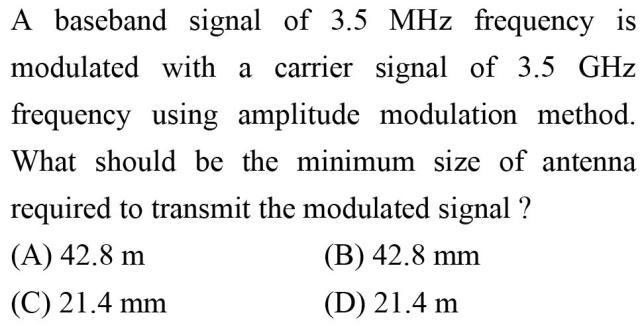 A baseband signal of 3.5 MHz frequency is
modulated with a carrier signal of 3.5 GHz
frequency using amplitude modulation method.
What should be the minimum size of antenna
required to transmit the modulated signal ?
(A) 42.8 m (B) 42.8 mm
(C) 21.4 mm (D) 21.4 m